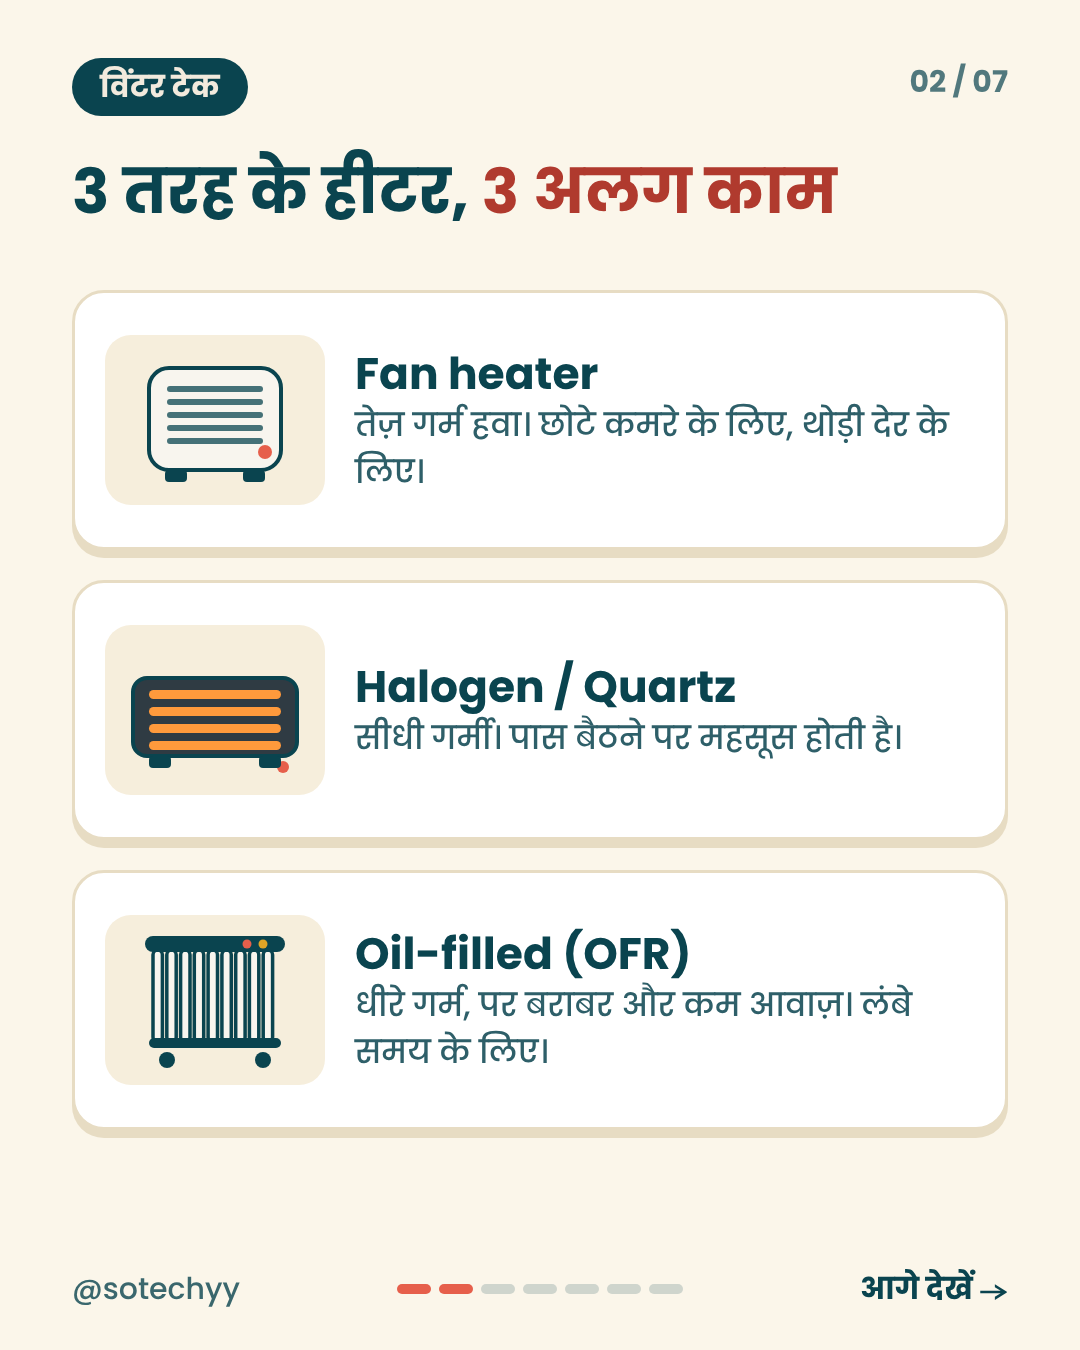 विंटर टेक
02 / 07
3 तरह के हीटर, 3 अलग काम
Fan heater
तेज़ गर्म हवा। छोटे कमरे के लिए, थोड़ी देर के
लिए।
Halogen / Quartz
सीधी गर्मी। पास बैठने पर महसूस होती है।
Oil-filled (OFR)
धीरे गर्म, पर बराबर और कम आवाज़। लंबे
समय के लिए।
@sotechyy
आगे देखें →